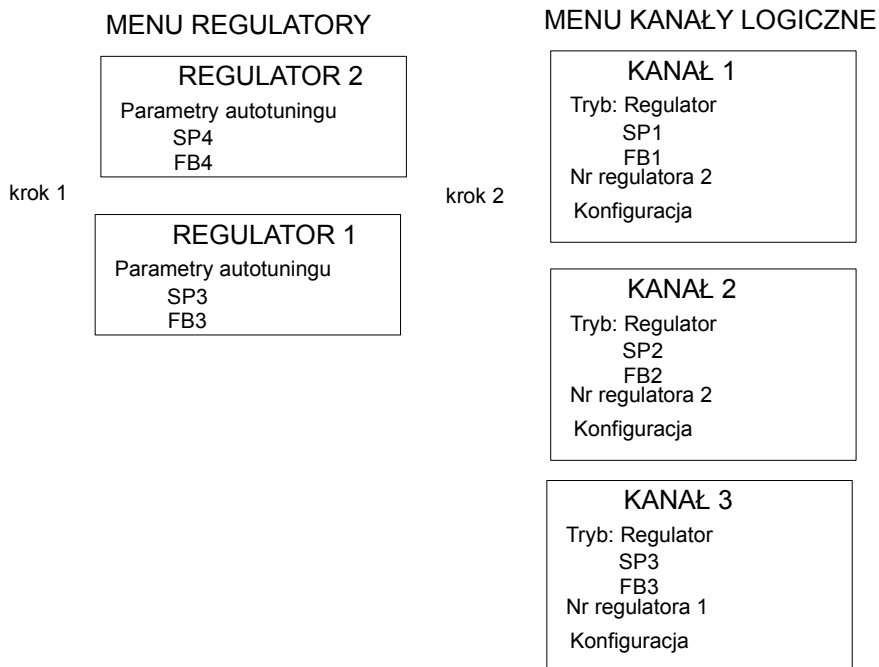 MENU REGULATORY
REGULATOR 2
Parametry autotuningu
SP4
FB4
krok 1
REGULATOR 1
Parametry autotuningu
SP3
FB3
MENU KANAŁY LOGICZNE
krok 2
KANAŁ 1
Tryb: Regulator
SP1
FB1
Nr regulatora 2
Konfiguracja
KANAŁ 2
Tryb: Regulator
SP2
FB2
Nr regulatora 2
Konfiguracja
KANAŁ 3
Tryb: Regulator
SP3
FB3
Nr regulatora 1
Konfiguracja